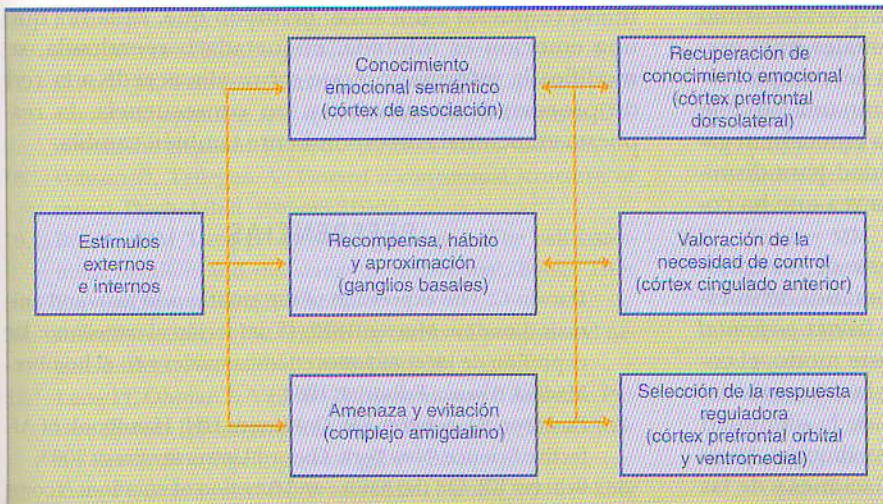 Conocimiento
emocional semántico
(córtex de asociación)
Recuperación de
conocimiento emocional
(córtex prefrontal
dorsolateral)
Estímulos
externos
e internos
Recompensa, hábito
y aproximación
(ganglios basales)
Valoración de la
necesidad de control
(córtex cingulado anterior)
Amenaza y evitación
(complejo amigdalino)
Selección de la respuesta
reguladora
(córtex prefrontal orbital
y ventromedial)